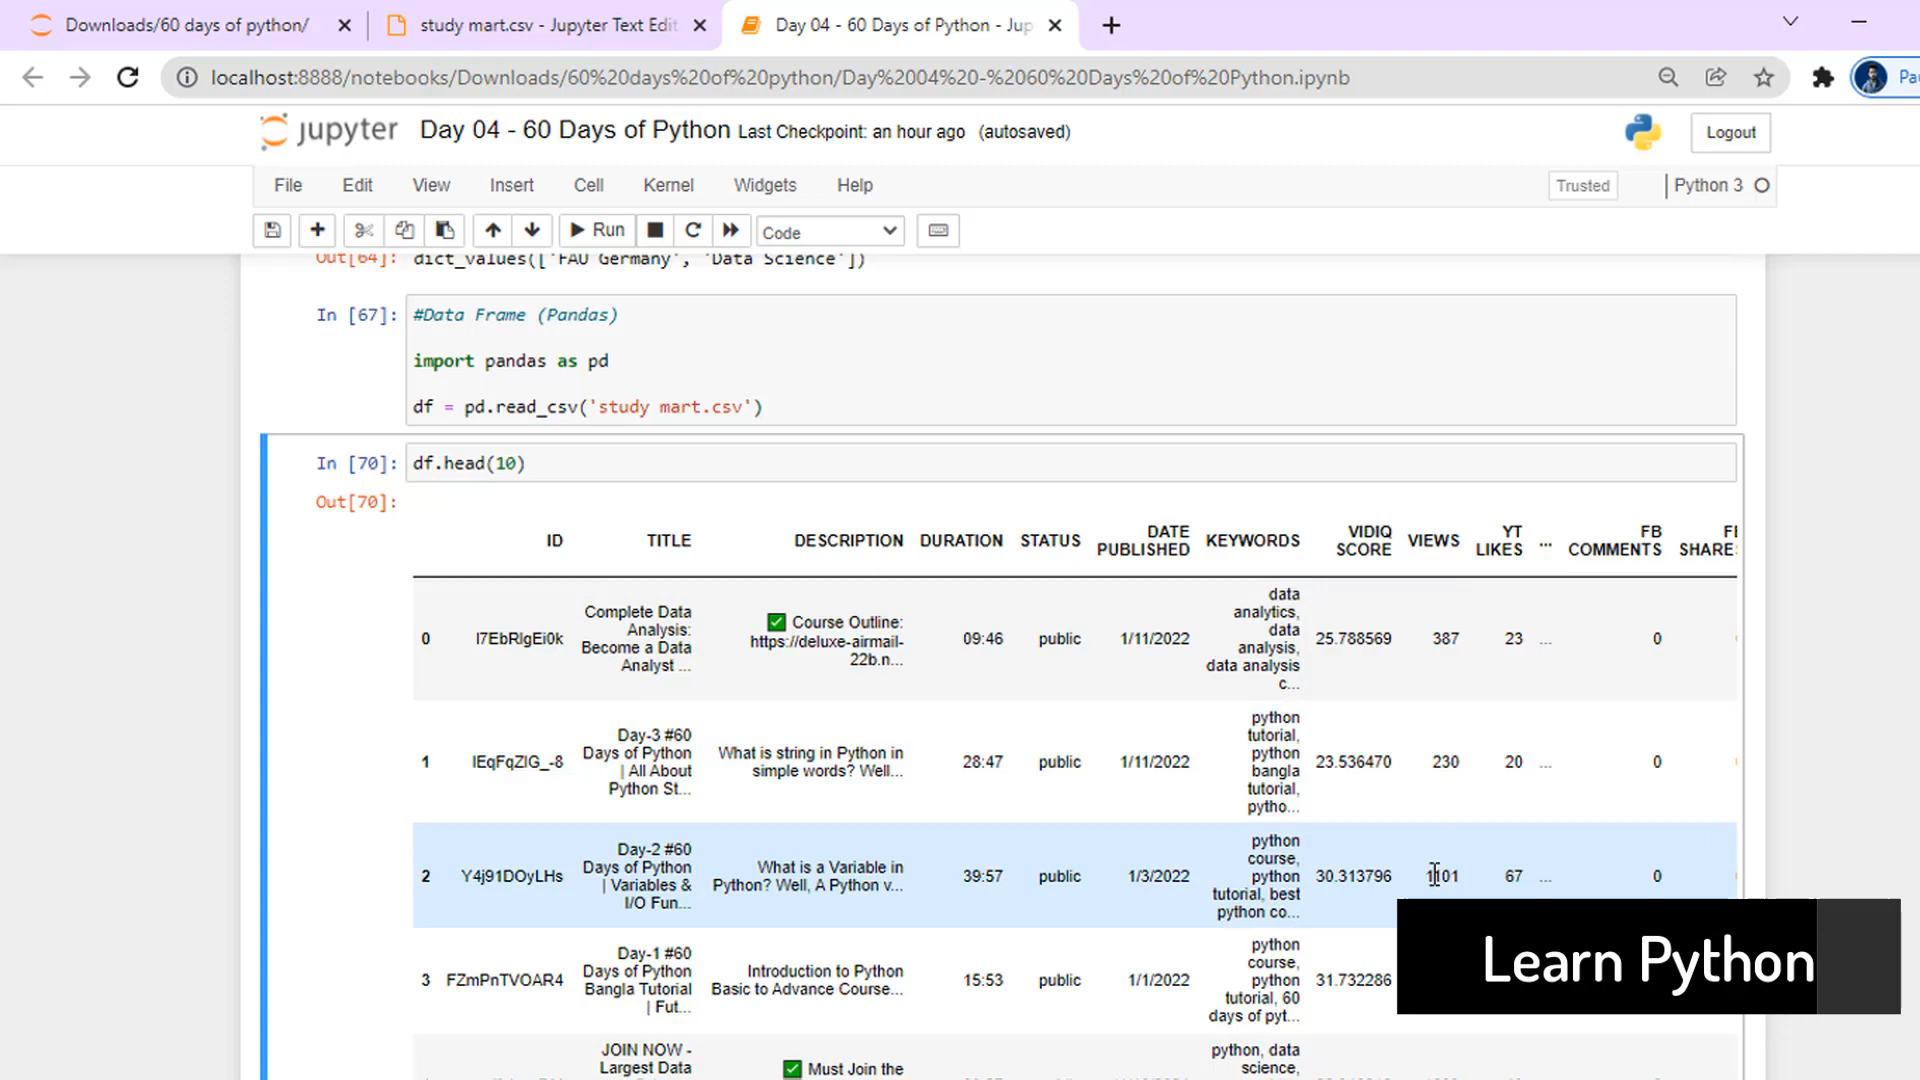 Downloads/60 days of python/
study mart.csv - Jupyter Text Edit
Day 04 - 60 Days of Python - Jup
localhost:8888/notebooks/Downloads/60%20days%20of%20python/Day%2004%20-%2060%20Days%20of%20Python.ipynb
Pa
jupyter Day 04 - 60 Days of Python Last Checkpoint: an hour ago (autosaved)
Logout
File Edit View Insert Cell Kernel Widgets Help
Trusted
Python 3
Run
Code
Out[64]: dict_values(['FAU Germany', 'Data Science'])
In [67]: #Data Frame (Pandas)
import pandas as pd
df = pd.read_csv('study mart.csv')
In [70]: df.head(10)
Out[70]:
ID TITLE DESCRIPTION DURATION STATUS DATE PUBLISHED KEYWORDS VIDIQ SCORE VIEWS YT LIKES ... FB COMMENTS FB SHARES
0 I7EbRIgEi0k Complete Data Analysis: Become a Data Analyst ... ✅ Course Outline: https://deluxe-airmail-22b.n... 09:46 public 1/11/2022 data analytics, data analysis, data analysis c... 25.788569 387 23 ... 0
1 IEqFqZIG_-8 Day-3 #60 Days of Python | All About Python St... What is string in Python in simple words? Well... 28:47 public 1/11/2022 python tutorial, python bangla tutorial, pytho... 23.536470 230 20 ... 0
2 Y4j91DOyLHs Day-2 #60 Days of Python | Variables & I/O Fun... What is a Variable in Python? Well, A Python v... 39:57 public 1/3/2022 python course, python tutorial, best python co... 30.313796 1101 67 ... 0
3 FZmPnTVOAR4 Day-1 #60 Days of Python Bangla Tutorial | Fut... Introduction to Python Basic to Advance Course... 15:53 public 1/1/2022 python course, python tutorial, 60 days of pyt... 31.732286
JOIN NOW - Largest Data ✅ Must Join the python, data science,
Learn Python